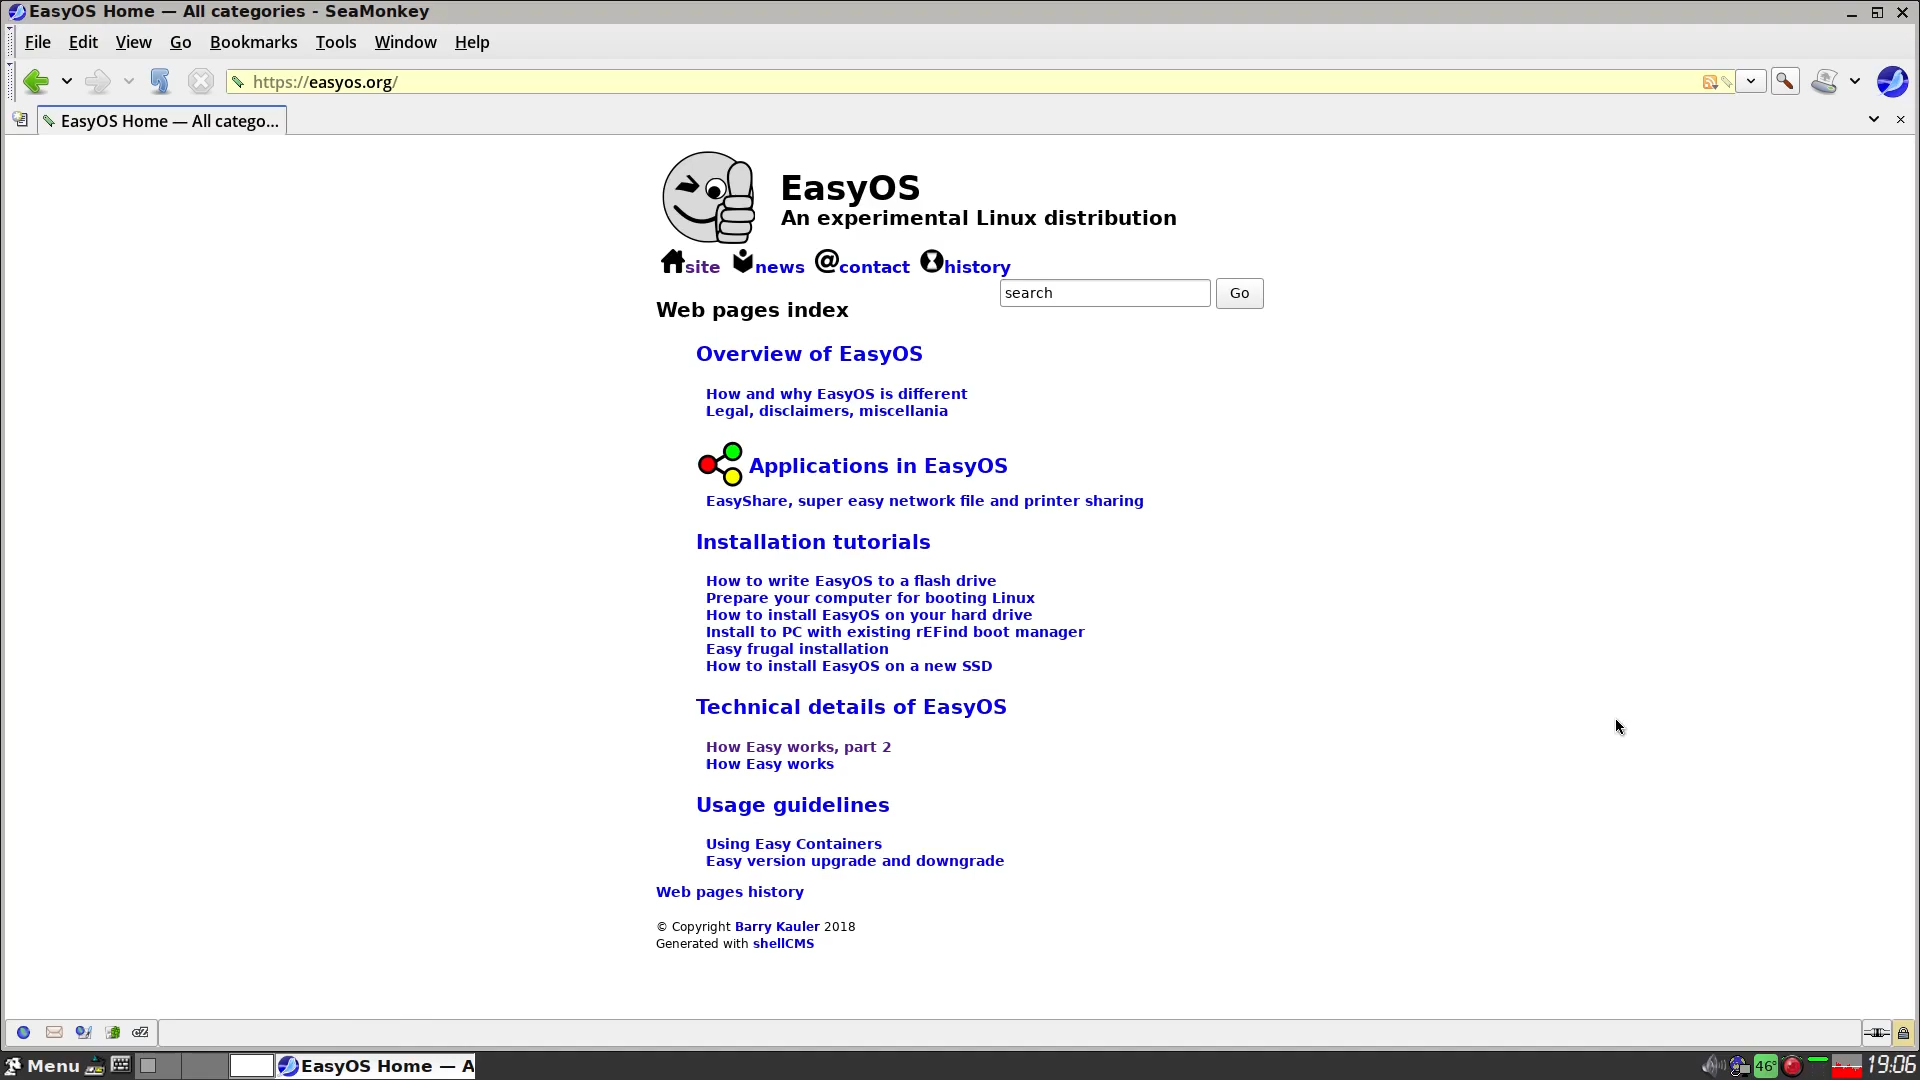 EasyOS Home — All categories - SeaMonkey
File Edit View Go Bookmarks Tools Window Help
https://easyos.org/
EasyOS Home — All catego...
EasyOS
An experimental Linux distribution
site news contact history
search Go
Web pages index
Overview of EasyOS
How and why EasyOS is different
Legal, disclaimers, miscellania
Applications in EasyOS
EasyShare, super easy network file and printer sharing
Installation tutorials
How to write EasyOS to a flash drive
Prepare your computer for booting Linux
How to install EasyOS on your hard drive
Install to PC with existing rEFind boot manager
Easy frugal installation
How to install EasyOS on a new SSD
Technical details of EasyOS
How Easy works, part 2
How Easy works
Usage guidelines
Using Easy Containers
Easy version upgrade and downgrade
Web pages history
© Copyright Barry Kauler 2018
Generated with shellCMS
cZ
Menu EasyOS Home — A 46° 19:06